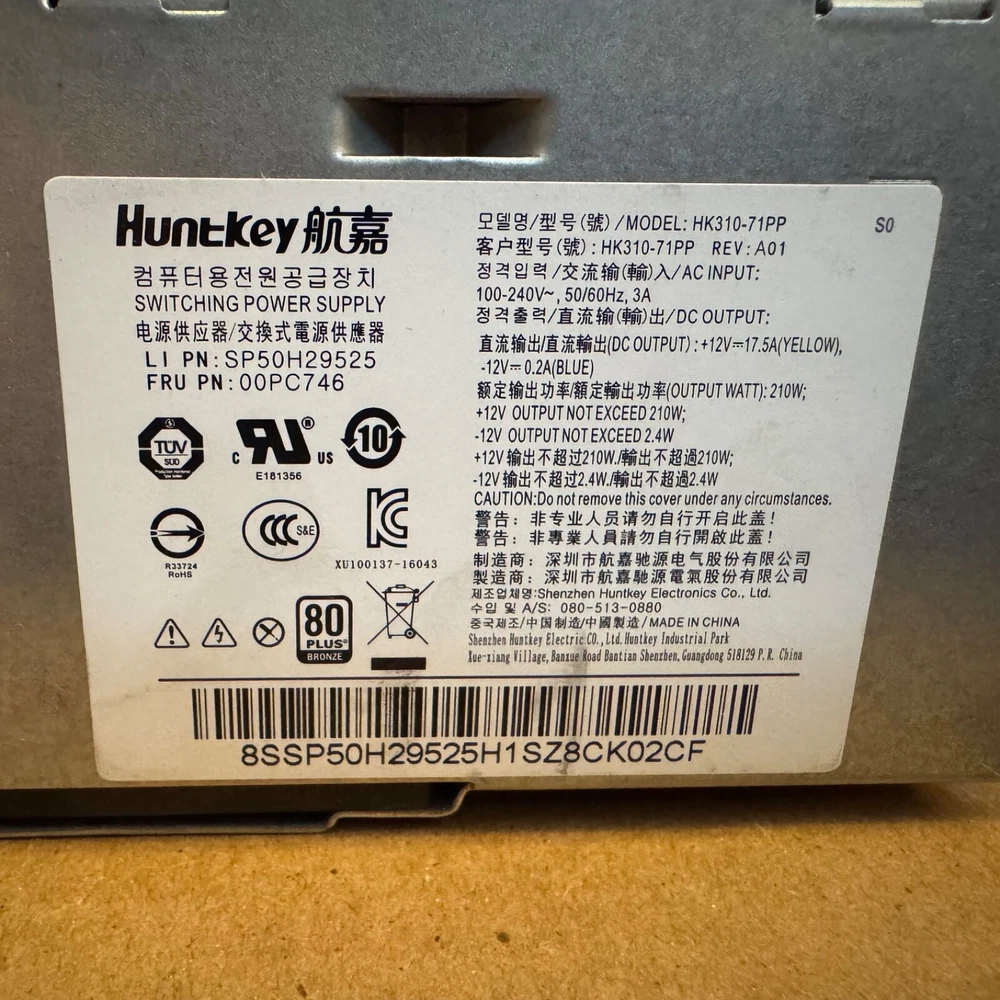 Huntkey 航嘉
컴퓨터용전원공급장치
SWITCHING POWER SUPPLY
电源供应器/交换式電源供應器
LI PN: SP50H29525
FRU PN: 00PC746
TÜV
SÜD
c RU ® US
E181356
10
R33724
RoHS
CCC S&E
KC
XU100137-16043
80
PLUS®
BRONZE
모델명/型号(號)/MODEL: HK310-71PP S0
客户型号(號): HK310-71PP REV: A01
정격입력/交流输(輸)入/AC INPUT:
100-240V~, 50/60Hz, 3A
정격출력/直流输(輸)出/DC OUTPUT:
直流输出/直流輸出(DC OUTPUT) : +12V⎓17.5A(YELLOW),
-12V⎓0.2A(BLUE)
额定输出功率/額定輸出功率(OUTPUT WATT): 210W;
+12V OUTPUT NOT EXCEED 210W;
-12V OUTPUT NOT EXCEED 2.4W
+12V 输出不超过210W./輸出不超過210W;
-12V 输出不超过2.4W./輸出不超過2.4W
CAUTION:Do not remove this cover under any circumstances.
警告：非专业人员请勿自行开启此盖！
警告：非專業人員請勿自行開啟此蓋！
制造商：深圳市航嘉驰源电气股份有限公司
製造商：深圳市航嘉馳源電氣股份有限公司
제조업체명:Shenzhen Huntkey Electronics Co., Ltd.
수입 및 A/S: 080-513-0880
중국제조/中国制造/中國製造/MADE IN CHINA
Shenzhen Huntkey Electric CO., Ltd. Huntkey Industrial Park
Xue-xiang Village, Banxue Road Bantian Shenzhen, Guangdong 518129 P. R. China
8SSP50H29525H1SZ8CK02CF